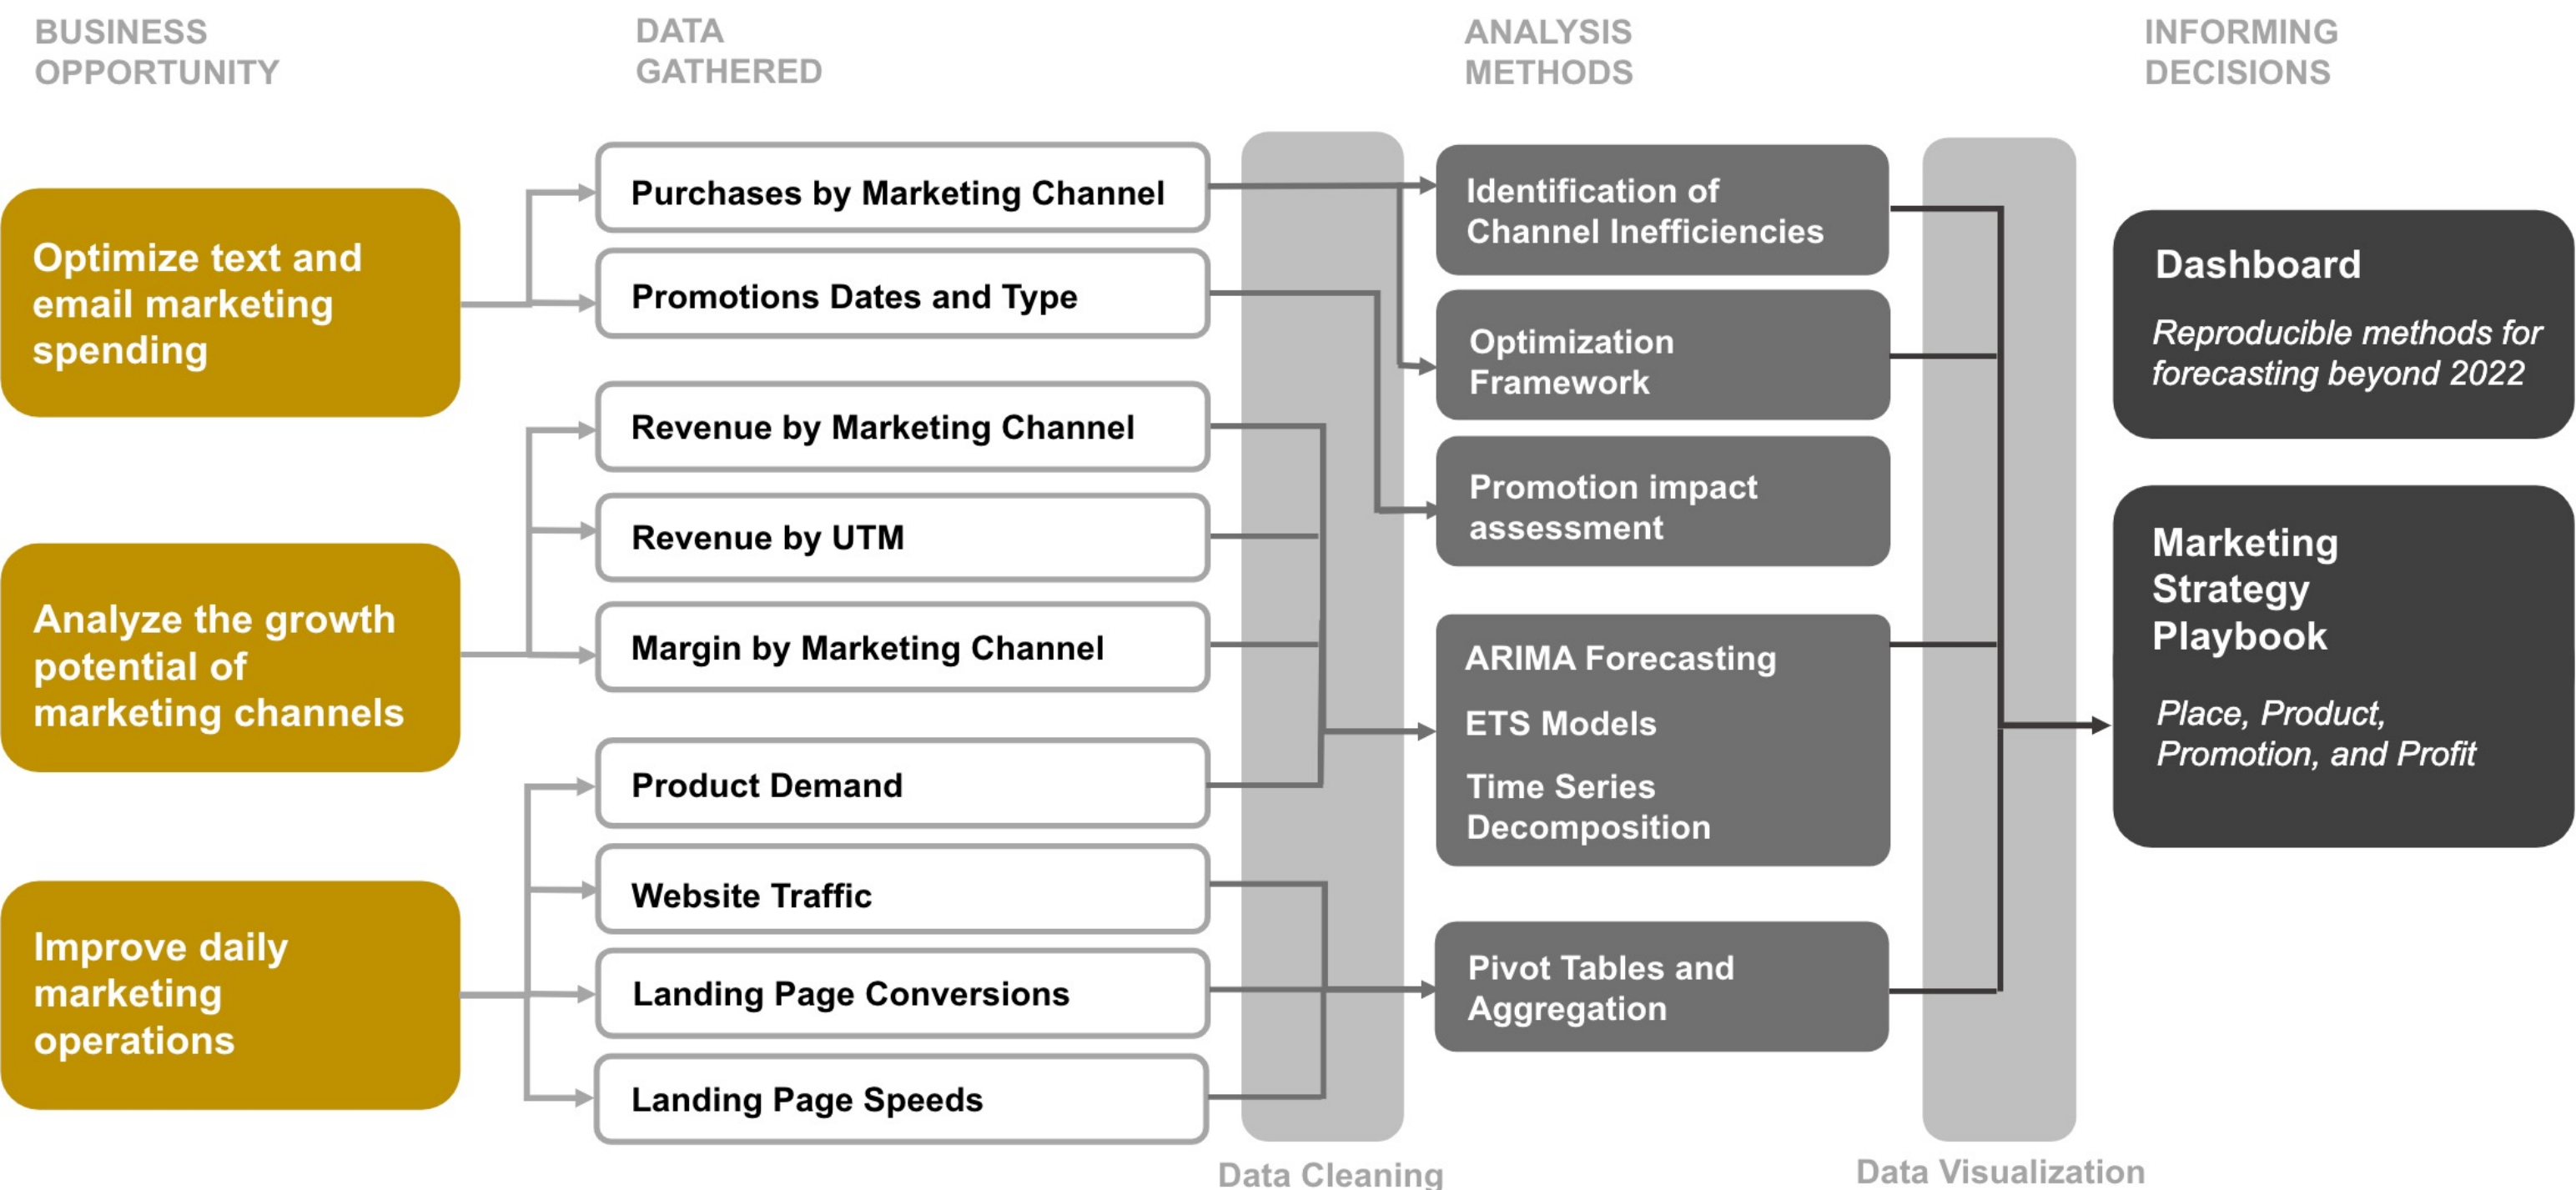 BUSINESS
OPPORTUNITY
DATA
GATHERED
ANALYSIS
METHODS
INFORMING
DECISIONS
Optimize text and
email marketing
spending
Analyze the growth
potential of
marketing channels
Improve daily
marketing
operations
Purchases by Marketing Channel
Promotions Dates and Type
Revenue by Marketing Channel
Revenue by UTM
Margin by Marketing Channel
Product Demand
Website Traffic
Landing Page Conversions
Landing Page Speeds
Data Cleaning
Identification of
Channel Inefficiencies
Optimization
Framework
Promotion impact
assessment
ARIMA Forecasting
ETS Models
Time Series
Decomposition
Pivot Tables and
Aggregation
Data Visualization
Dashboard
Reproducible methods for
forecasting beyond 2022
Marketing
Strategy
Playbook
Place, Product,
Promotion, and Profit